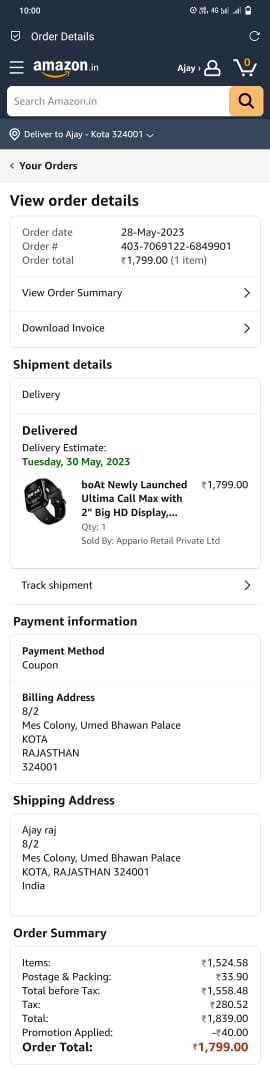 10:00
4G
Order Details
amazon.in
Ajay ›
0
Search Amazon.in
Deliver to Ajay - Kota 324001
‹ Your Orders
View order details
Order date 28-May-2023
Order # 403-7069122-6849901
Order total ₹1,799.00 (1 item)
View Order Summary
Download Invoice
Shipment details
Delivery
Delivered
Delivery Estimate:
Tuesday, 30 May, 2023
boAt Newly Launched ₹1,799.00
Ultima Call Max with
2" Big HD Display,...
Qty: 1
Sold By: Appario Retail Private Ltd
Track shipment
Payment information
Payment Method
Coupon
Billing Address
8/2
Mes Colony, Umed Bhawan Palace
KOTA
RAJASTHAN
324001
Shipping Address
Ajay raj
8/2
Mes Colony, Umed Bhawan Palace
KOTA, RAJASTHAN 324001
India
Order Summary
Items: ₹1,524.58
Postage & Packing: ₹33.90
Total before Tax: ₹1,558.48
Tax: ₹280.52
Total: ₹1,839.00
Promotion Applied: -₹40.00
Order Total: ₹1,799.00